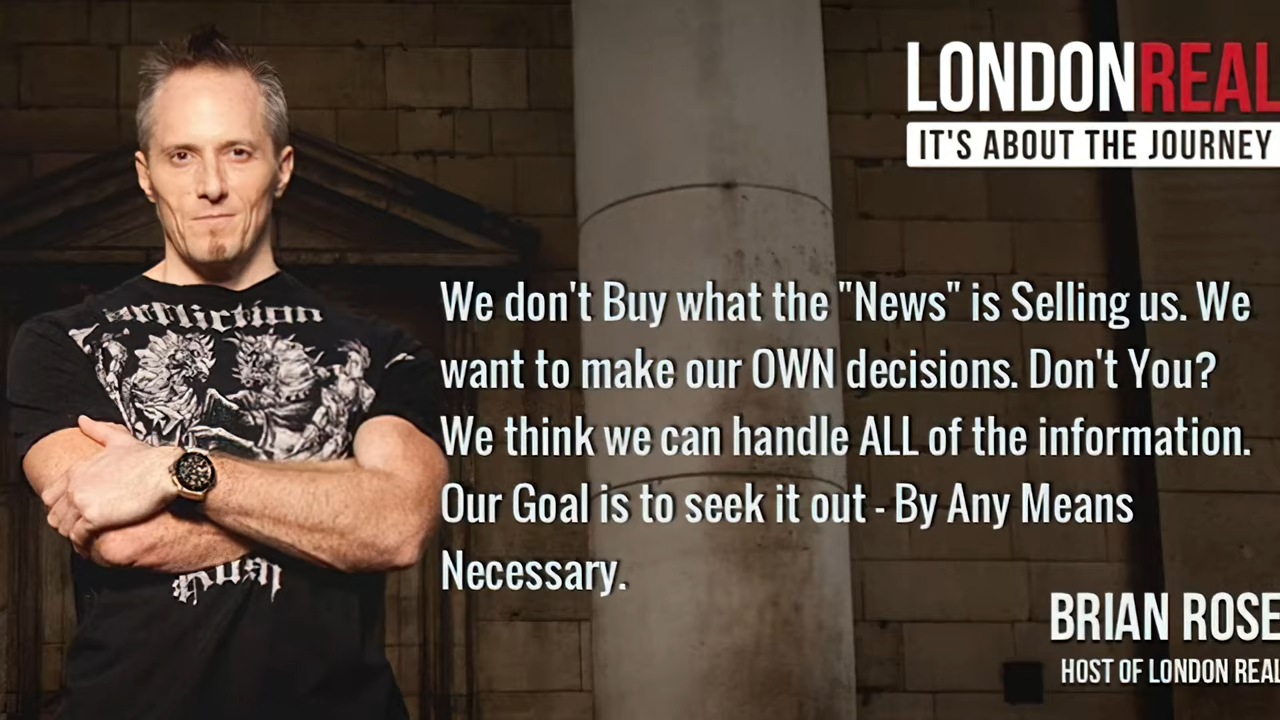 LONDONREAL
IT'S ABOUT THE JOURNEY
affliction
We don't Buy what the "News" is Selling us. We
want to make our OWN decisions. Don't You?
We think we can handle ALL of the information.
Our Goal is to seek it out - By Any Means
Necessary.
BRIAN ROSE
HOST OF LONDON REAL